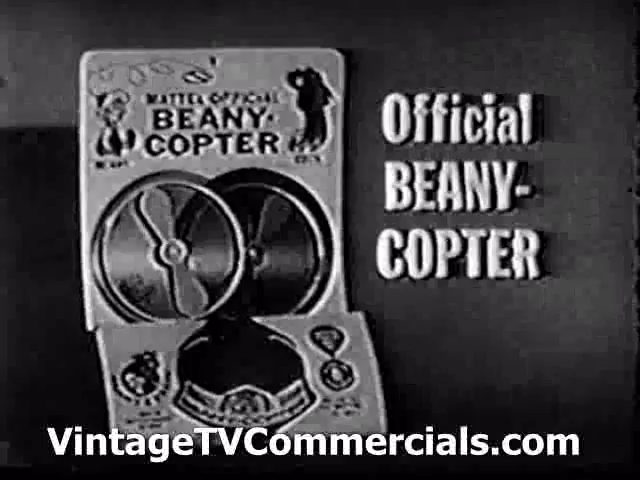 MATTEL OFFICIAL
BEANY-
COPTER
Official
BEANY-
COPTER
VintageTVCommercials.com